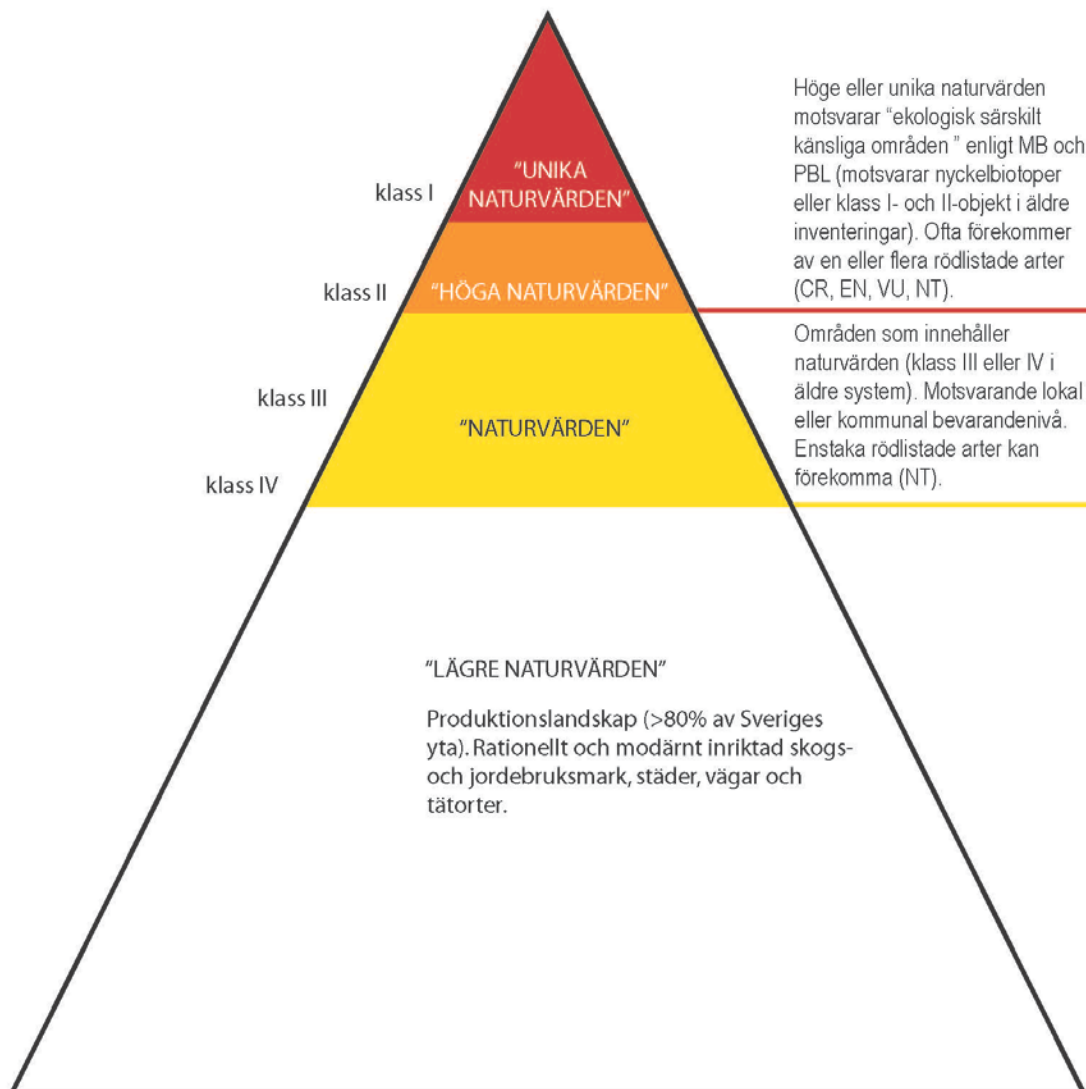 klass I
"UNIKA
NATURVÄRDEN"
Höge eller unika naturvärden
motsvarar "ekologisk särskilt
känsliga områden " enligt MB och
PBL (motsvarar nyckelbiotoper
eller klass I- och II-objekt i äldre
inventeringar). Ofta förekommer
av en eller flera rödlistade arter
(CR, EN, VU, NT).
klass II
"HÖGA NATURVÄRDEN"
klass III
"NATURVÄRDEN"
klass IV
Områden som innehåller
naturvärden (klass III eller IV i
äldre system). Motsvarande lokal
eller kommunal bevarandenivå.
Enstaka rödlistade arter kan
förekomma (NT).
"LÄGRE NATURVÄRDEN"
Produktionslandskap (>80% av Sveriges
yta). Rationellt och modärnt inriktad skogs-
och jordebruksmark, städer, vägar och
tätorter.